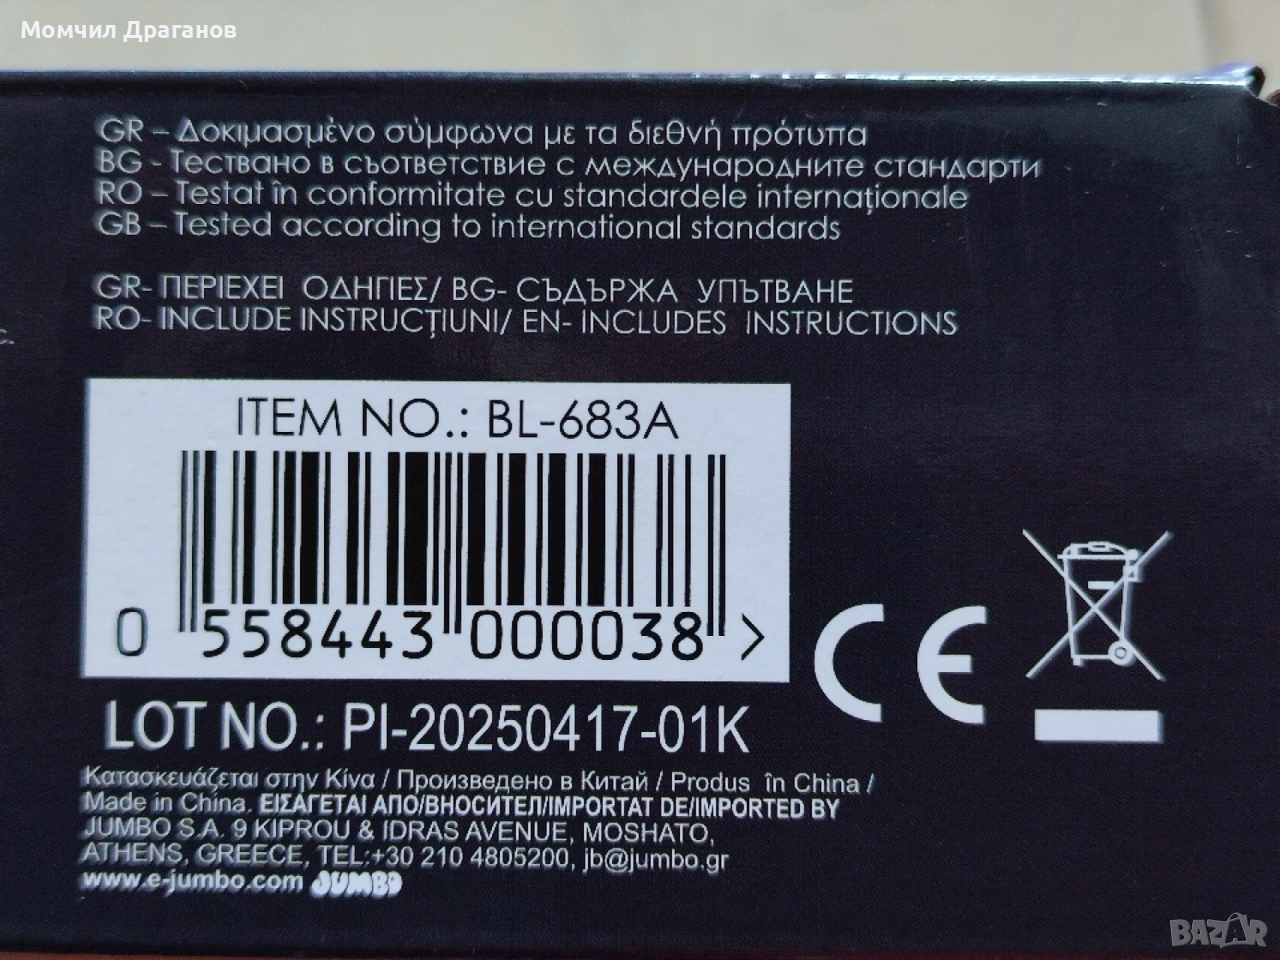 Момчил Драганов
GR – Δοκιμασμένο σύμφωνα με τα διεθνή πρότυπα
BG - Тествано в съответствие с международните стандарти
RO – Testat în conformitate cu standardele internaționale
GB – Tested according to international standards
GR- ΠΕΡΙΕΧΕΙ ΟΔΗΓΙΕΣ/ BG- СЪДЪРЖА УПЪТВАНЕ
RO- INCLUDE INSTRUCȚIUNI/ EN- INCLUDES INSTRUCTIONS
ITEM NO.: BL-683A
0 558443 000038 >
CE
LOT NO.: PI-20250417-01K
Κατασκευάζεται στην Κίνα / Произведено в Китай / Produs în China /
Made in China. ΕΙΣΑΓΕΤΑΙ ΑΠΟ/ВНОСИТЕЛ/IMPORTAT DE/IMPORTED BY
JUMBO S.A. 9 KIPROU & IDRAS AVENUE, MOSHATO,
ATHENS, GREECE, TEL:+30 210 4805200, jb@jumbo.gr
www.e-jumbo.com JUMBO
BAZAR